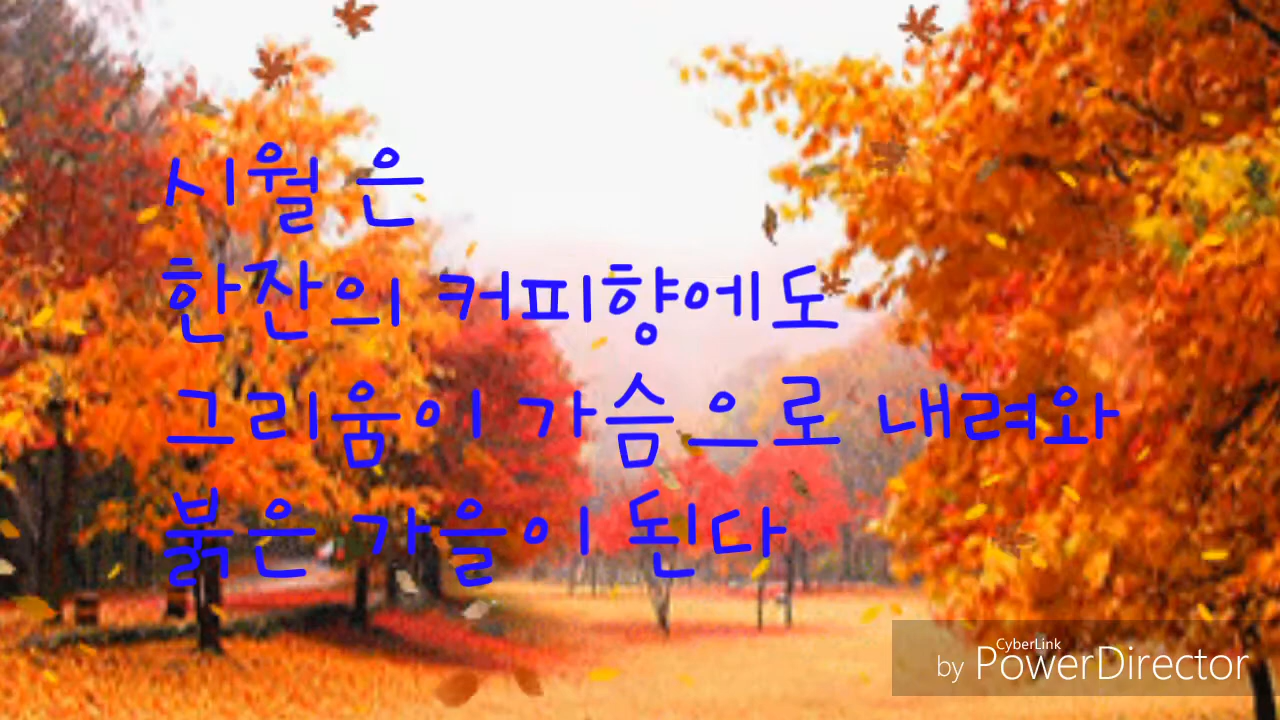 시월 은
한잔의 커피향에도
그리움이 가슴으로 내려와
붉은 가을이 된다
CyberLink
by PowerDirector